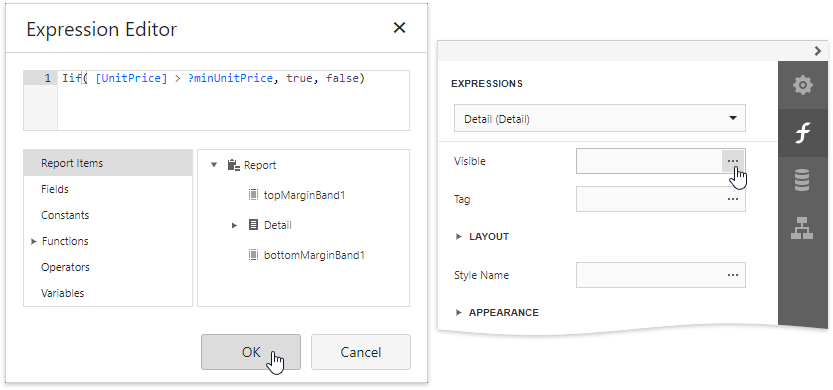 Expression Editor
1 Iif( [UnitPrice] > ?minUnitPrice, true, false)
Report Items
Fields
Constants
Functions
Operators
Variables
Report
topMarginBand1
Detail
bottomMarginBand1
OK
Cancel
EXPRESSIONS
Detail (Detail)
Visible
...
Tag
...
LAYOUT
Style Name
...
APPEARANCE